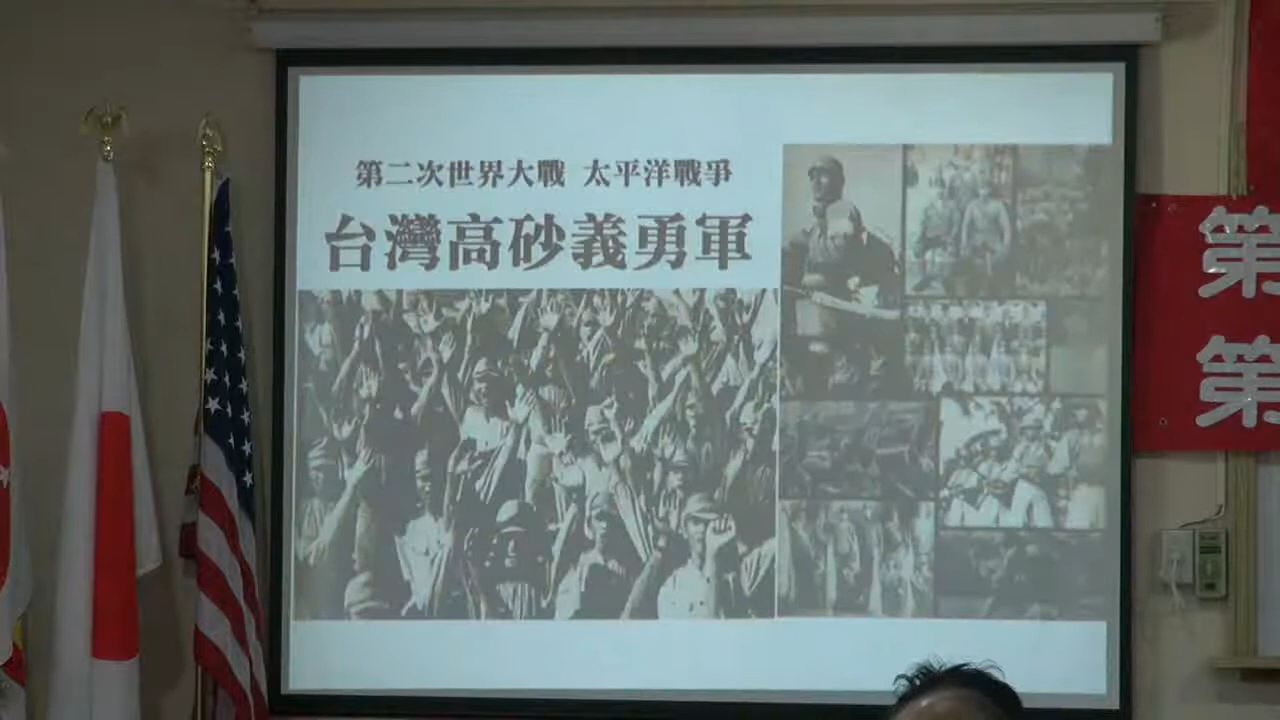 第二次世界大戰 太平洋戰爭
台灣高砂義勇軍
第
第